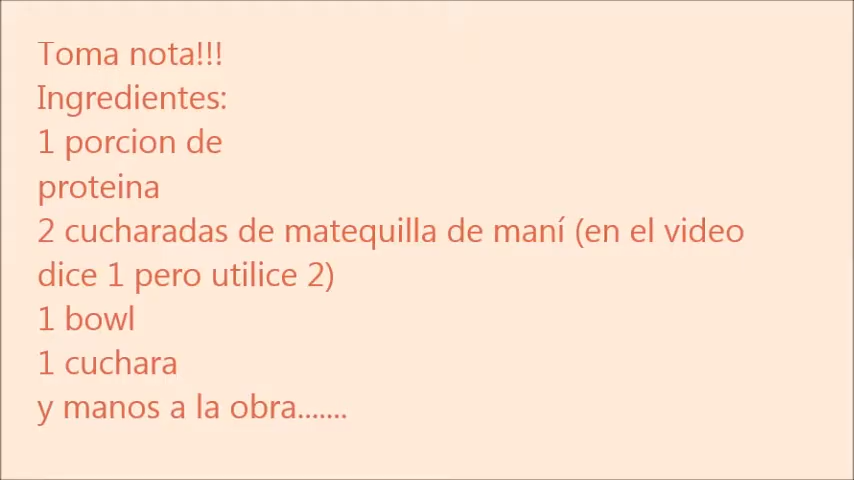 Toma nota!!!
Ingredientes:
1 porcion de
proteina
2 cucharadas de matequilla de maní (en el video
dice 1 pero utilice 2)
1 bowl
1 cuchara
y manos a la obra.......